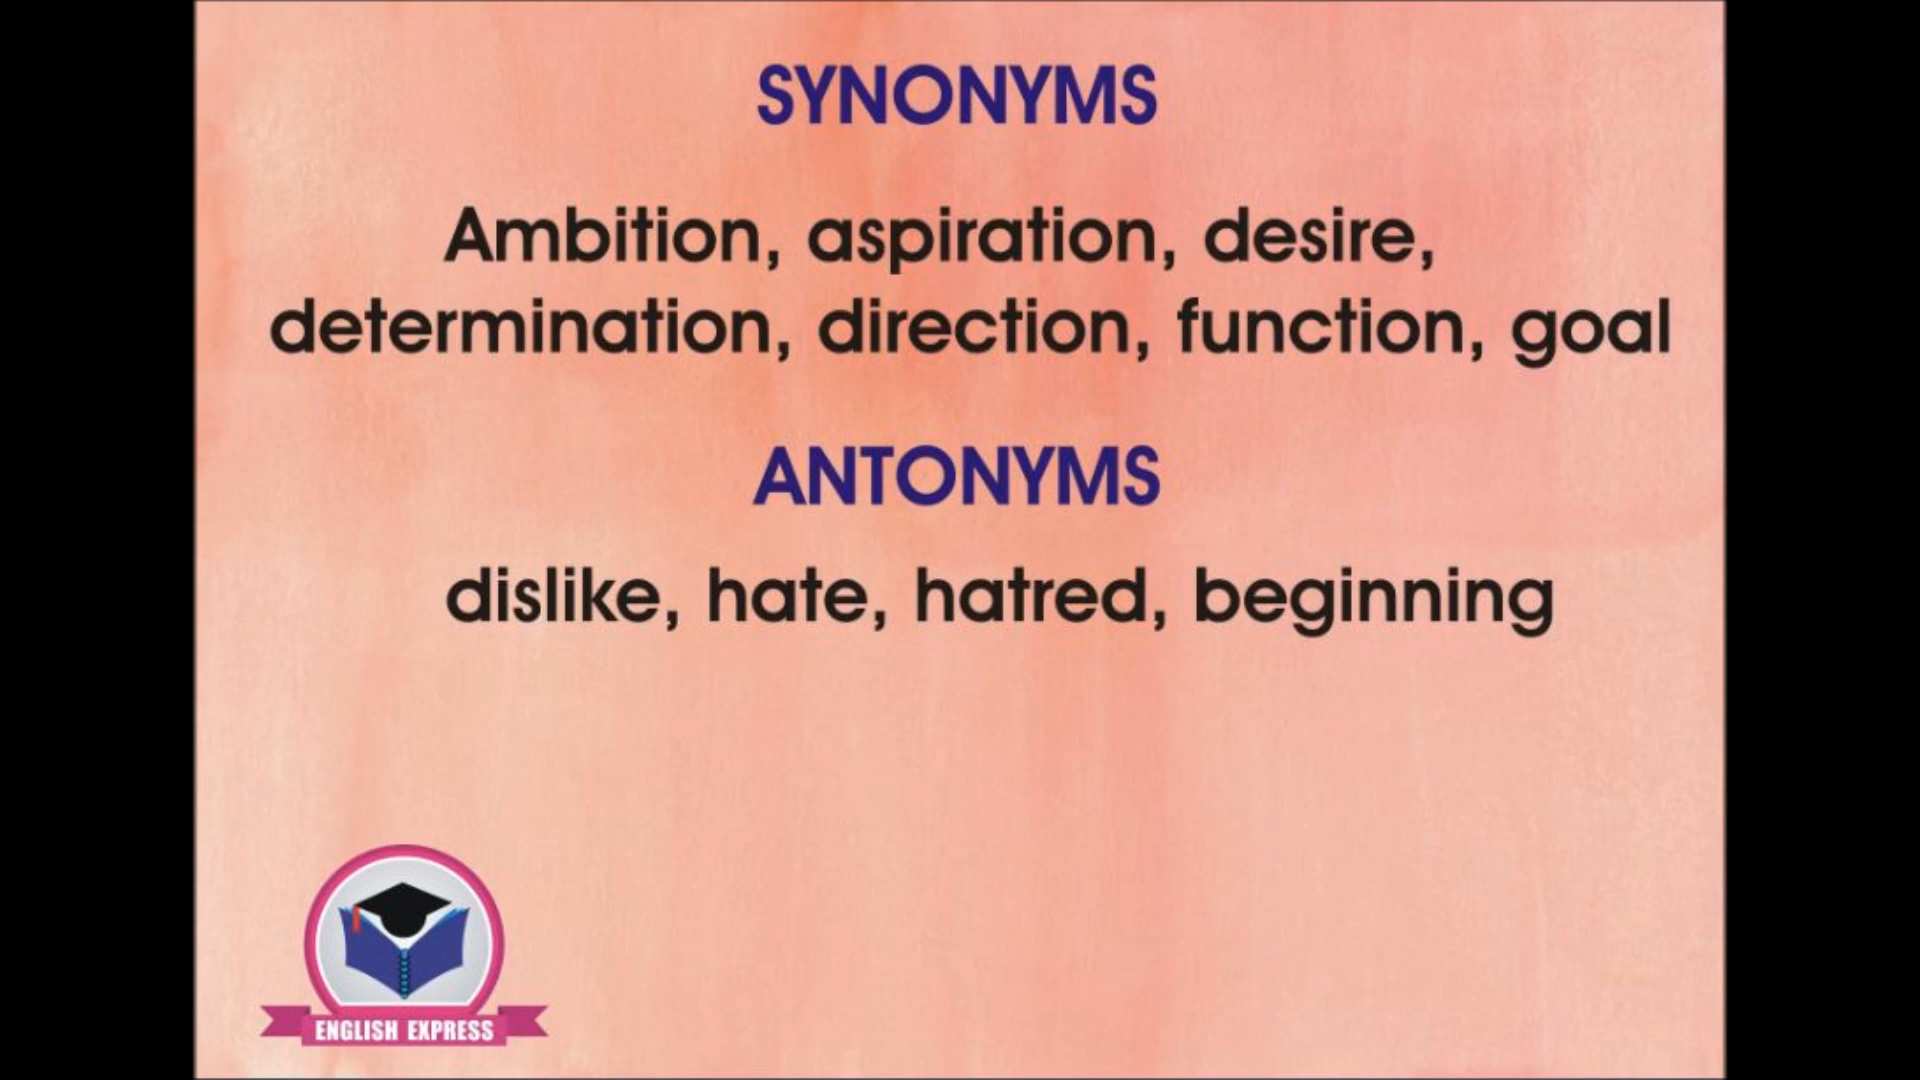 SYNONYMS
Ambition, aspiration, desire,
determination, direction, function, goal
ANTONYMS
dislike, hate, hatred, beginning
ENGLISH EXPRESS